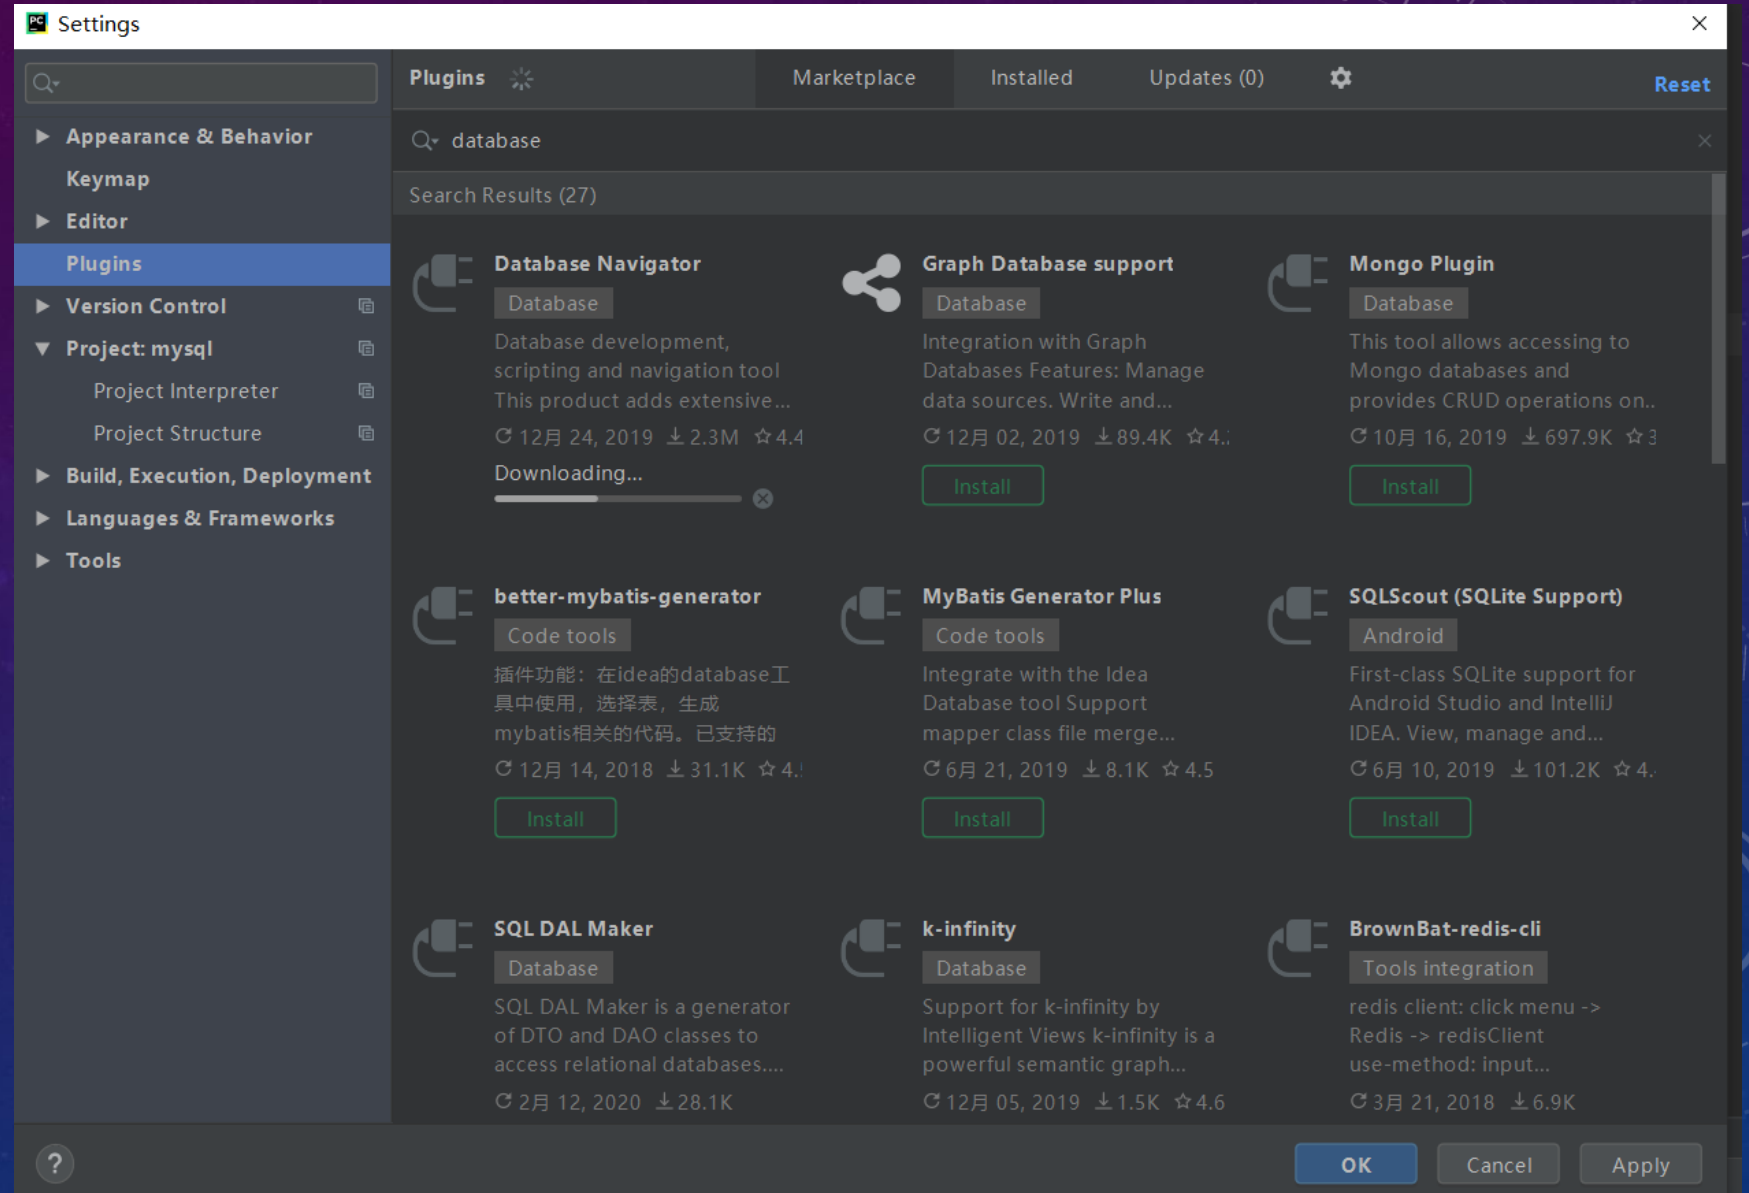 PC
Settings
Appearance & Behavior
Keymap
Editor
Plugins
Version Control
Project: mysql
Project Interpreter
Project Structure
Build, Execution, Deployment
Languages & Frameworks
Tools
Plugins
Marketplace
Installed
Updates (0)
Reset
database
Search Results (27)
Database Navigator
Database
Database development,
scripting and navigation tool
This product adds extensive...
12月 24, 2019 2.3M 4.4
Downloading...
Graph Database support
Database
Integration with Graph
Databases Features: Manage
data sources. Write and...
12月 02, 2019 89.4K 4.
Install
Mongo Plugin
Database
This tool allows accessing to
Mongo databases and
provides CRUD operations on..
10月 16, 2019 697.9K 3
Install
better-mybatis-generator
Code tools
插件功能：在idea的database工
具中使用，选择表，生成
mybatis相关的代码。已支持的
12月 14, 2018 31.1K 4.
Install
MyBatis Generator Plus
Code tools
Integrate with the Idea
Database tool Support
mapper class file merge...
6月 21, 2019 8.1K 4.5
Install
SQLScout (SQLite Support)
Android
First-class SQLite support for
Android Studio and IntelliJ
IDEA. View, manage and...
6月 10, 2019 101.2K 4.
Install
SQL DAL Maker
Database
SQL DAL Maker is a generator
of DTO and DAO classes to
access relational databases....
2月 12, 2020 28.1K
k-infinity
Database
Support for k-infinity by
Intelligent Views k-infinity is a
powerful semantic graph...
12月 05, 2019 1.5K 4.6
BrownBat-redis-cli
Tools integration
redis client: click menu ->
Redis -> redisClient
use-method: input...
3月 21, 2018 6.9K
?
OK
Cancel
Apply